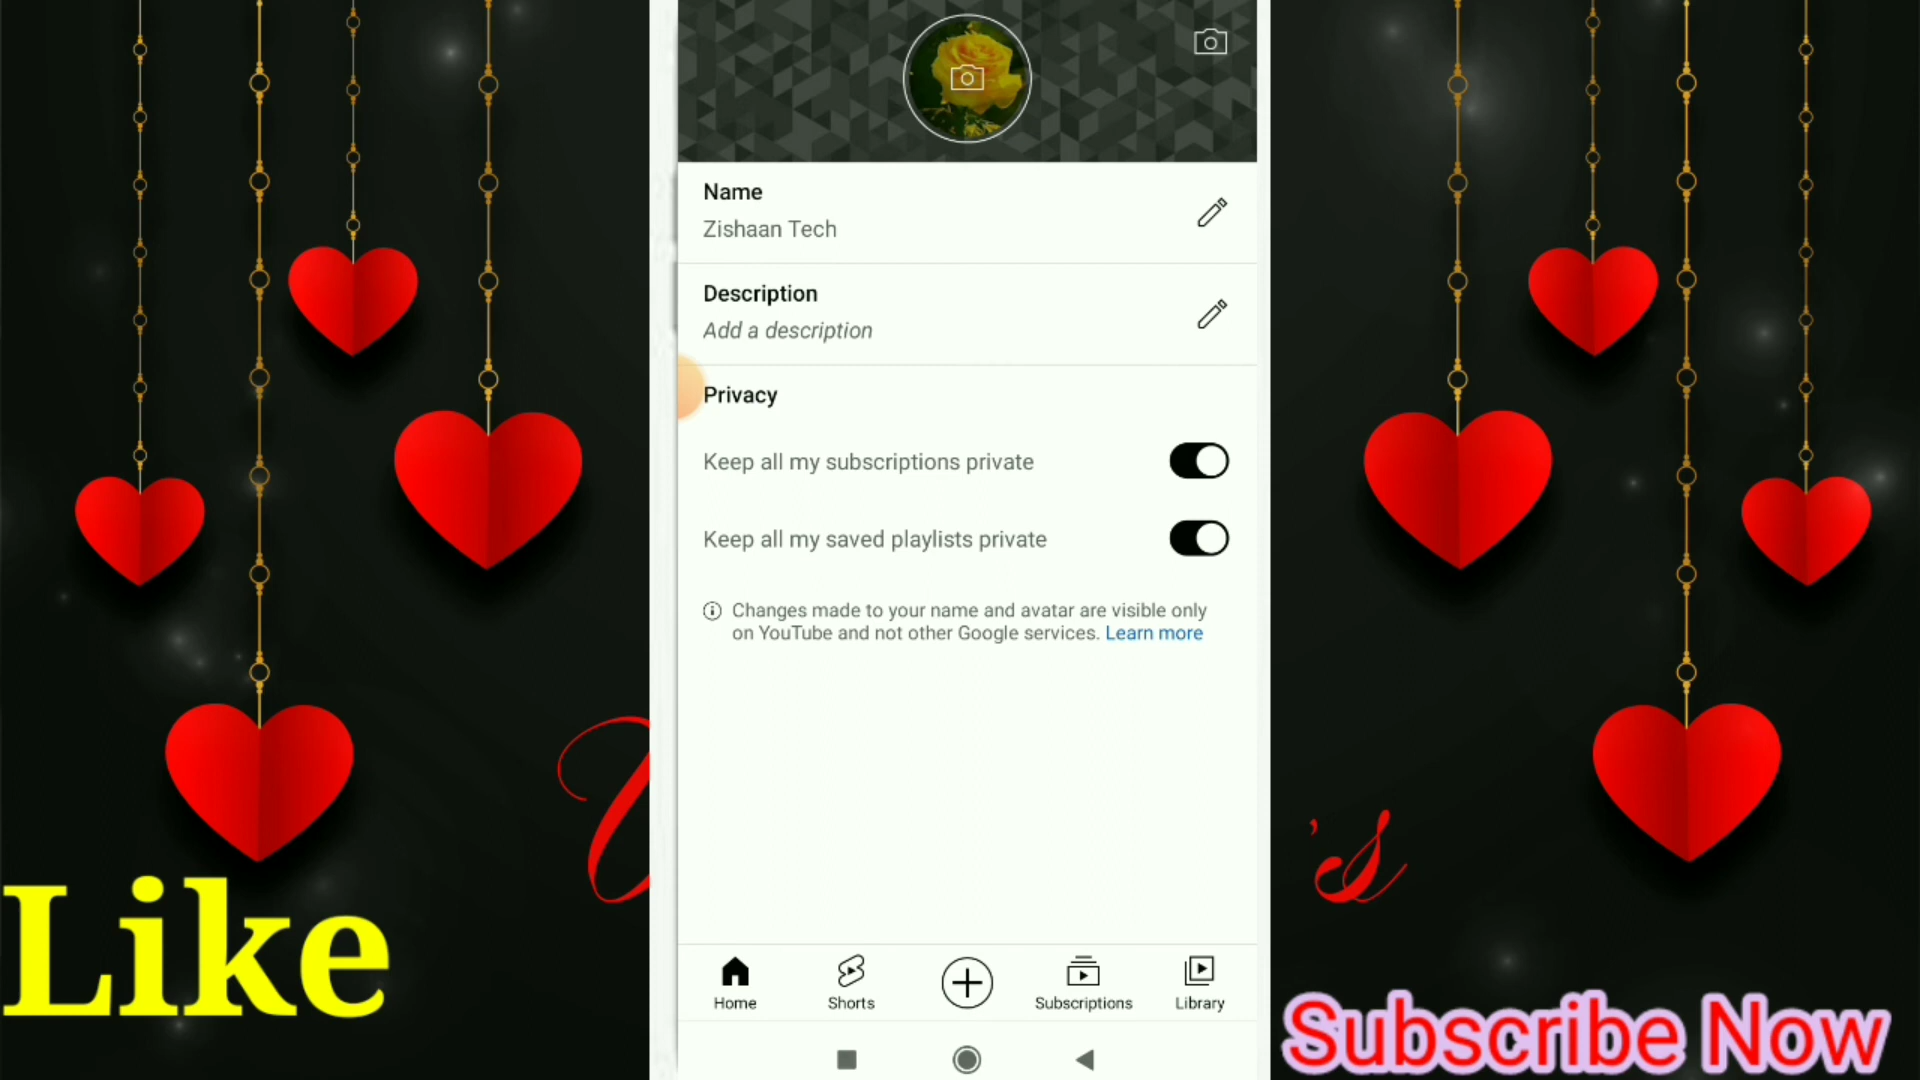 Name
Zishaan Tech
Description
Add a description
Privacy
Keep all my subscriptions private
Keep all my saved playlists private
Changes made to your name and avatar are visible only
on YouTube and not other Google services. Learn more
Home
Shorts
Subscriptions
Library
Like
's
Subscribe Now